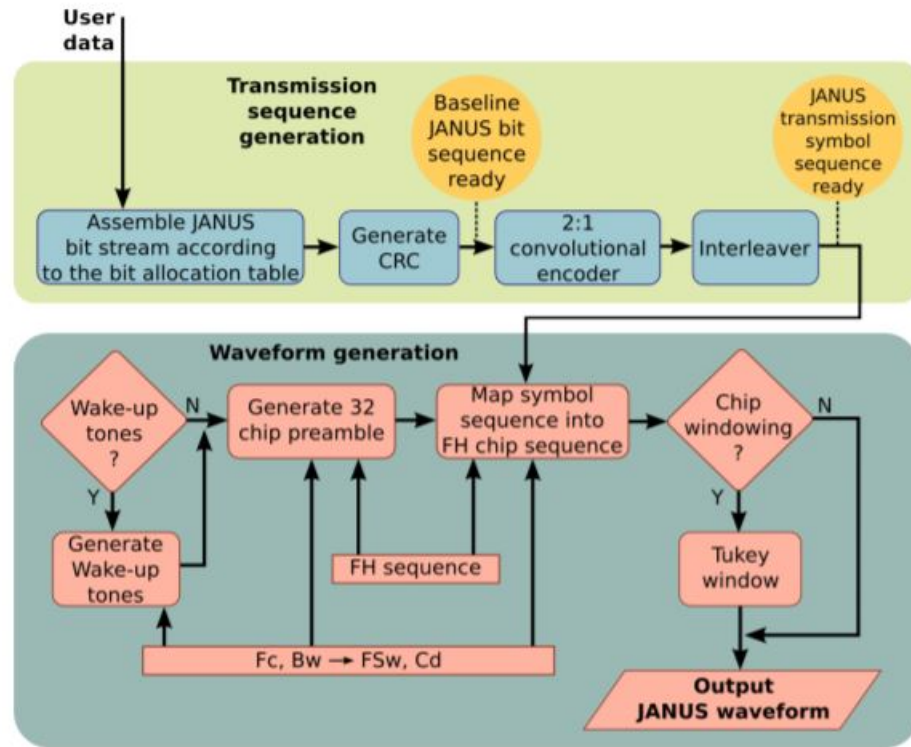 User
data
Transmission
sequence
generation
Baseline
JANUS bit
sequence
ready
JANUS
transmission
symbol
sequence
ready
Assemble JANUS
bit stream according
to the bit allocation table
Generate
CRC
2:1
convolutional
encoder
Interleaver
Waveform generation
Wake-up
tones
?
N
Y
Generate 32
chip preamble
Map symbol
sequence into
FH chip sequence
Chip
windowing
?
N
Y
Generate
Wake-up
tones
FH sequence
Tukey
window
Fc, Bw → FSw, Cd
Output
JANUS waveform